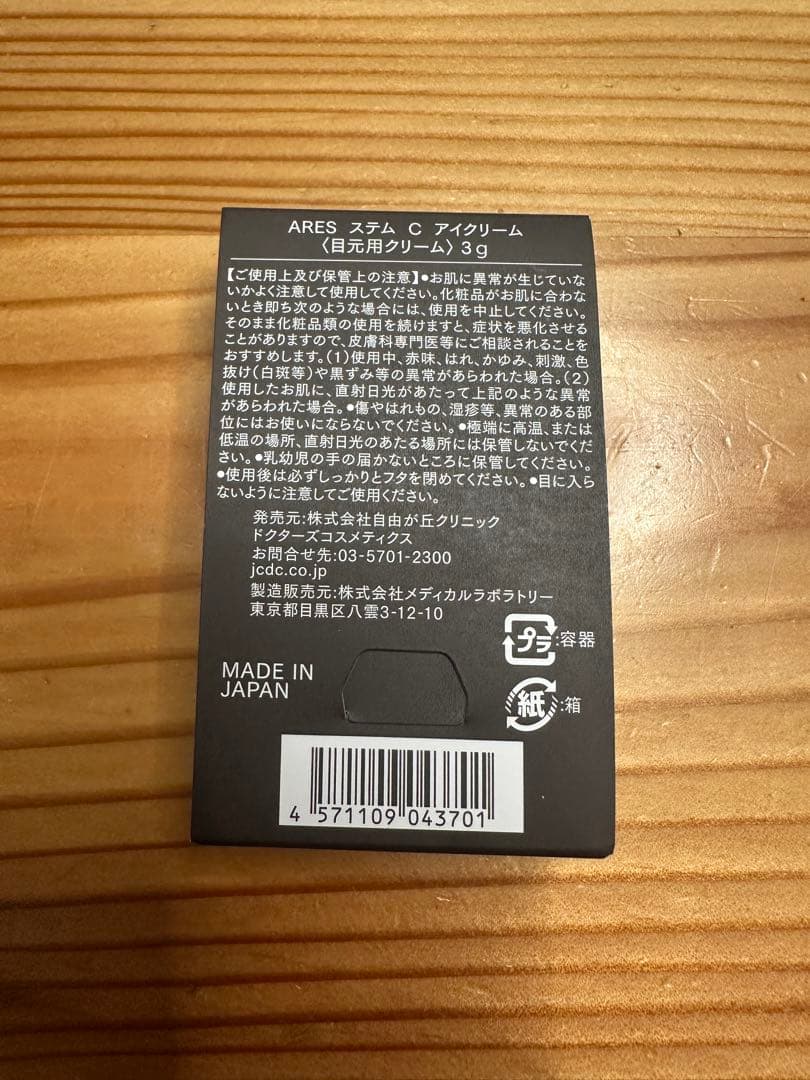 ARES ステム C アイクリーム
〈目元用クリーム〉3g
【ご使用上及び保管上の注意】●お肌に異常が生じていな
いかよく注意して使用してください。化粧品がお肌に合わな
いとき即ち次のような場合には、使用を中止してください。
そのまま化粧品類の使用を続けますと、症状を悪化させる
ことがありますので、皮膚科専門医等にご相談されることを
おすすめします。(1)使用中、赤味、はれ、かゆみ、刺激、色
抜け(白斑等)や黒ずみ等の異常があらわれた場合。(2)
使用したお肌に、直射日光があたって上記のような異常
があらわれた場合。●傷やはれもの、湿疹等、異常のある部
位にはお使いにならないでください。●極端に高温、または
低温の場所、直射日光のあたる場所には保管しないでくだ
さい。●乳幼児の手の届かないところに保管してください。
●使用後は必ずしっかりとフタを閉めてください。●目に入ら
ないように注意してご使用ください。
発売元:株式会社自由が丘クリニック
ドクターズコスメティクス
お問合せ先:03-5701-2300
jcdc.co.jp
製造販売元:株式会社メディカルラボラトリー
東京都目黒区八雲3-12-10
プラ:容器
MADE IN
JAPAN
紙:箱
4 571109 043701